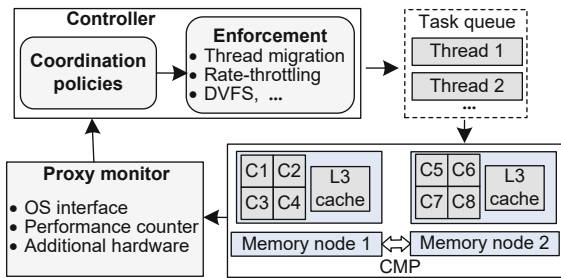 Controller
Coordination
policies
Enforcement
• Thread migration
• Rate-throttling
• DVFS, ...
Task queue
Thread 1
Thread 2
...
Proxy monitor
• OS interface
• Performance counter
• Additional hardware
C1 C2
C3 C4
L3
cache
C5 C6
C7 C8
L3
cache
Memory node 1
Memory node 2
CMP